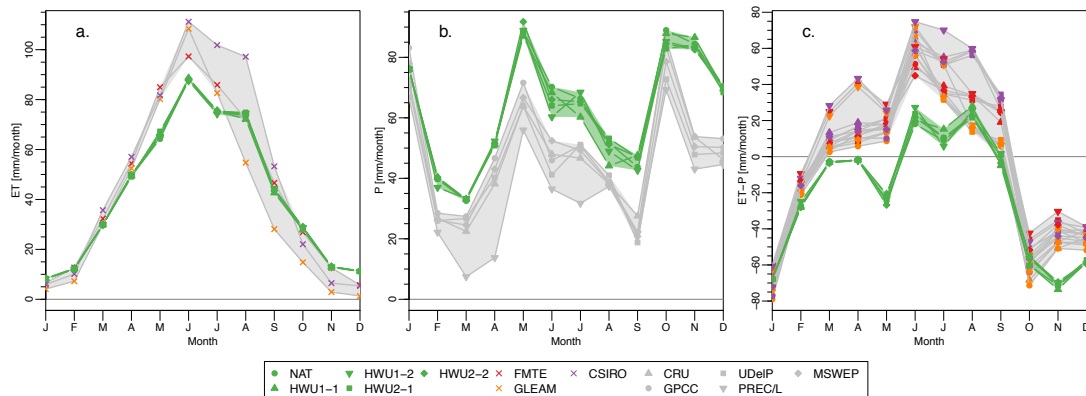 a.
ET [mm/month]
0 20 40 60 80 100
J F M A M J J A S O N D
Month
b.
P [mm/month]
0 20 40 60 80
J F M A M J J A S O N D
Month
c.
ET-P [mm/month]
-80 -60 -40 -20 0 20 40 60 80
J F M A M J J A S O N D
Month
NAT HWU1-2 HWU2-2 FMTE CSIRO CRU UDelP MSWEP
HWU1-1 HWU2-1 GLEAM GPCC PREC/L